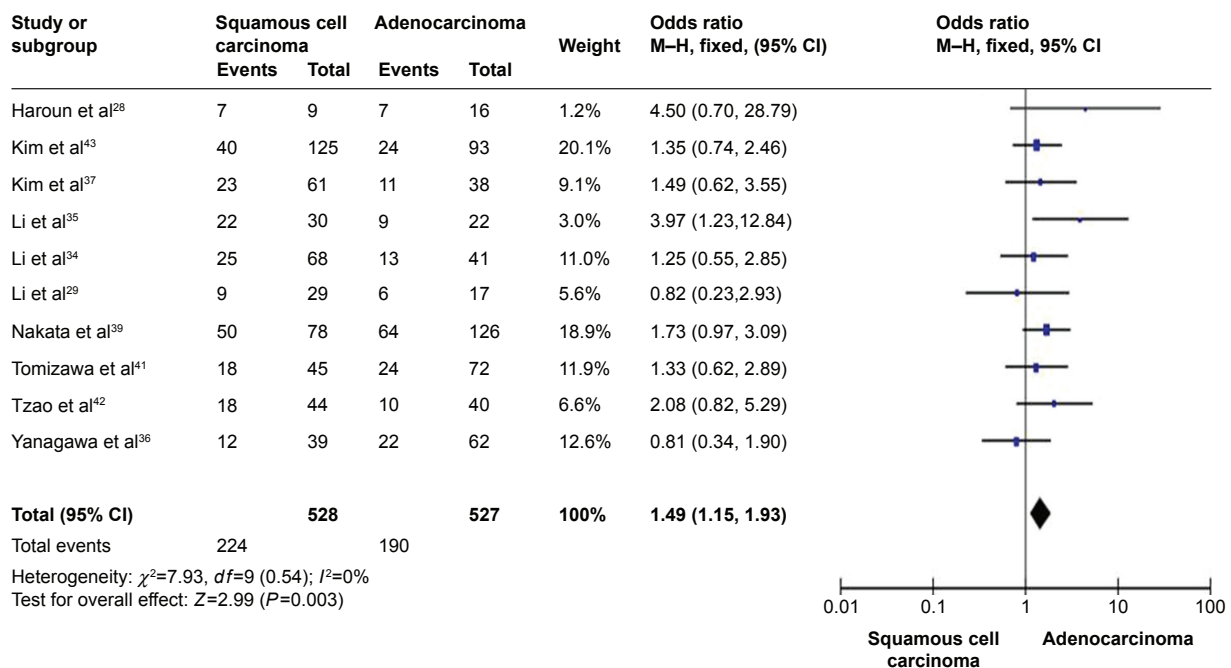 Study or subgroup Squamous cell carcinoma Adenocarcinoma Weight Odds ratio M–H, fixed, (95% CI) Odds ratio M–H, fixed, 95% CI
Events Total Events Total
Haroun et al28 7 9 7 16 1.2% 4.50 (0.70, 28.79)
Kim et al43 40 125 24 93 20.1% 1.35 (0.74, 2.46)
Kim et al37 23 61 11 38 9.1% 1.49 (0.62, 3.55)
Li et al35 22 30 9 22 3.0% 3.97 (1.23,12.84)
Li et al34 25 68 13 41 11.0% 1.25 (0.55, 2.85)
Li et al29 9 29 6 17 5.6% 0.82 (0.23,2.93)
Nakata et al39 50 78 64 126 18.9% 1.73 (0.97, 3.09)
Tomizawa et al41 18 45 24 72 11.9% 1.33 (0.62, 2.89)
Tzao et al42 18 44 10 40 6.6% 2.08 (0.82, 5.29)
Yanagawa et al36 12 39 22 62 12.6% 0.81 (0.34, 1.90)
Total (95% CI) 528 527 100% 1.49 (1.15, 1.93)
Total events 224 190
Heterogeneity: χ2=7.93, df=9 (0.54); I2=0%
Test for overall effect: Z=2.99 (P=0.003)
0.01 0.1 1 10 100
Squamous cell carcinoma Adenocarcinoma